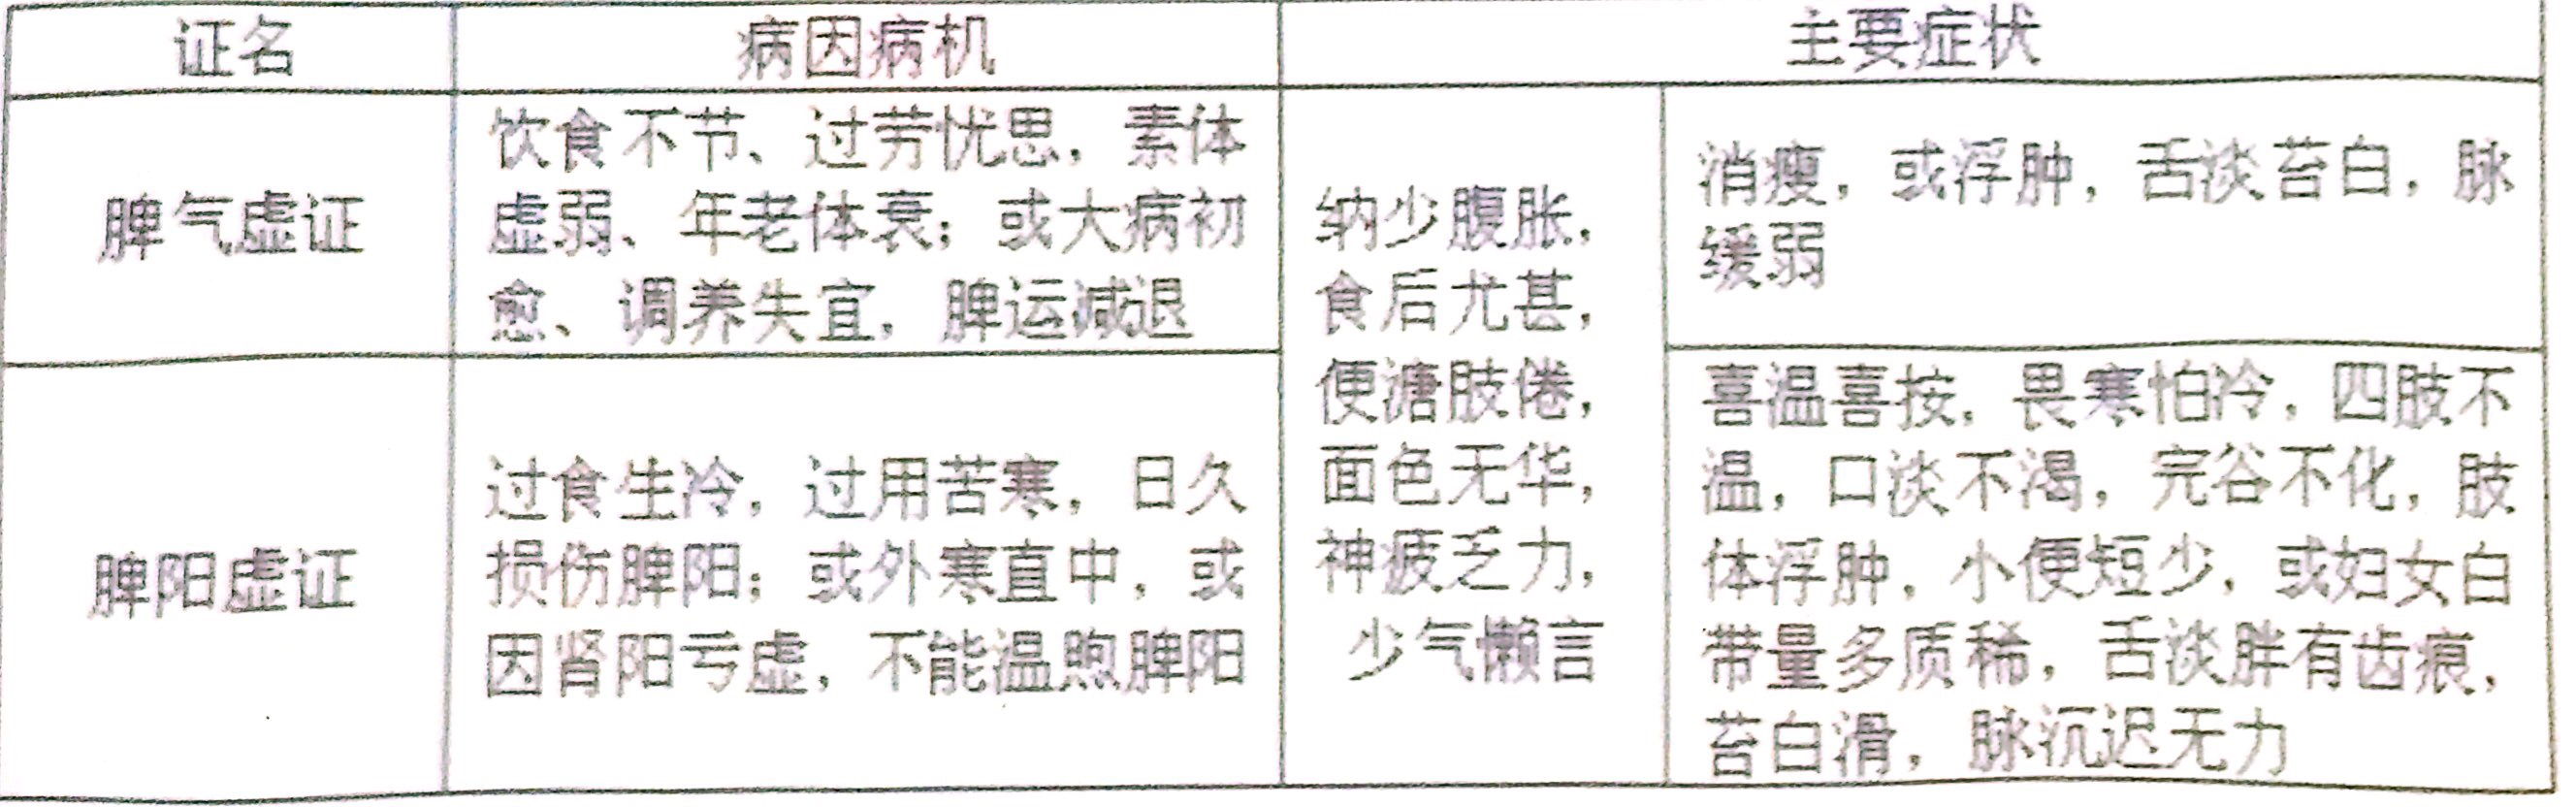 证名
病因病机
主要症状
脾气虚证
饮食不节、过劳忧思，素体
虚弱、年老体衰；或大病初
愈、调养失宜，脾运减退
纳少腹胀，
食后尤甚，
便溏肢倦，
面色无华，
神疲乏力，
少气懒言
消瘦，或浮肿，舌淡苔白，脉
缓弱
脾阳虚证
过食生冷，过用苦寒，日久
损伤脾阳；或外寒直中，或
因肾阳亏虚，不能温煦脾阳
喜温喜按，畏寒怕冷，四肢不
温，口淡不渴，完谷不化，肢
体浮肿，小便短少，或妇女白
带量多质稀，舌淡胖有齿痕，
苔白滑，脉沉迟无力